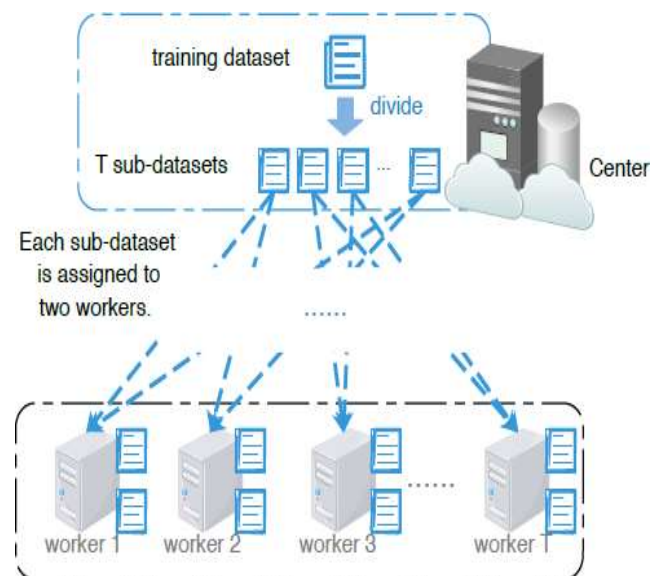 training dataset
divide
T sub-datasets
...
Center
Each sub-dataset
is assigned to
two workers.
......
......
worker 1
worker 2
worker 3
worker T